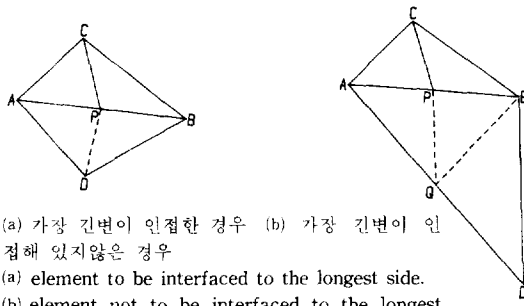 C
A
P
B
D
C
A
P
B
Q
D
(a) 가장 긴변이 인접한 경우 (b) 가장 긴변이 인
접해 있지않은 경우
(a) element to be interfaced to the longest side.
(b) element not to be interfaced to the longest